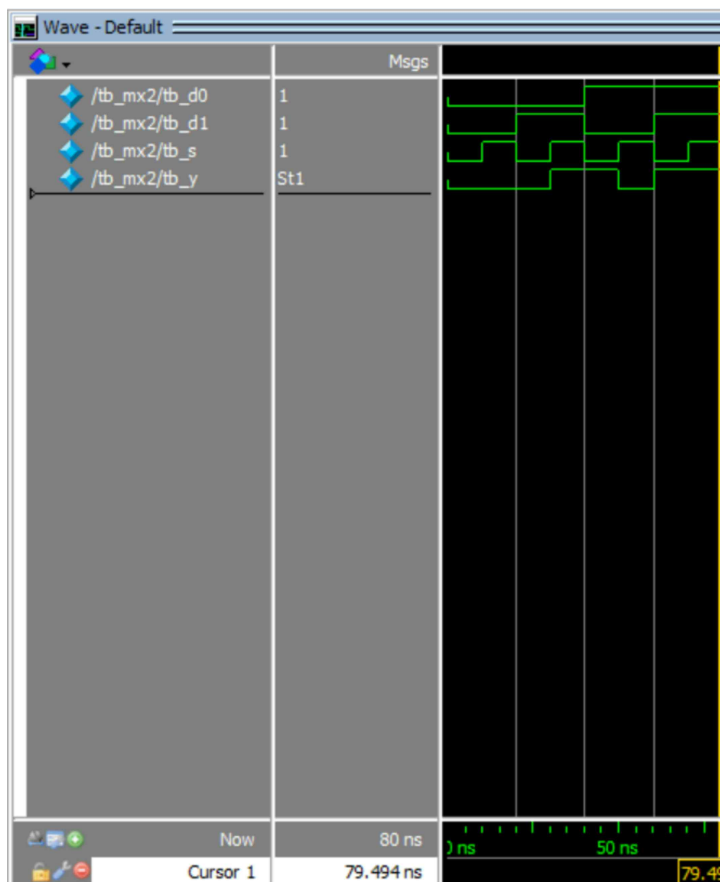 Wave - Default
Msgs
/tb_mx2/tb_d0 1
/tb_mx2/tb_d1 1
/tb_mx2/tb_s 1
/tb_mx2/tb_y St1
Now 80 ns
ns 50 ns
Cursor 1 79.494 ns
79.49